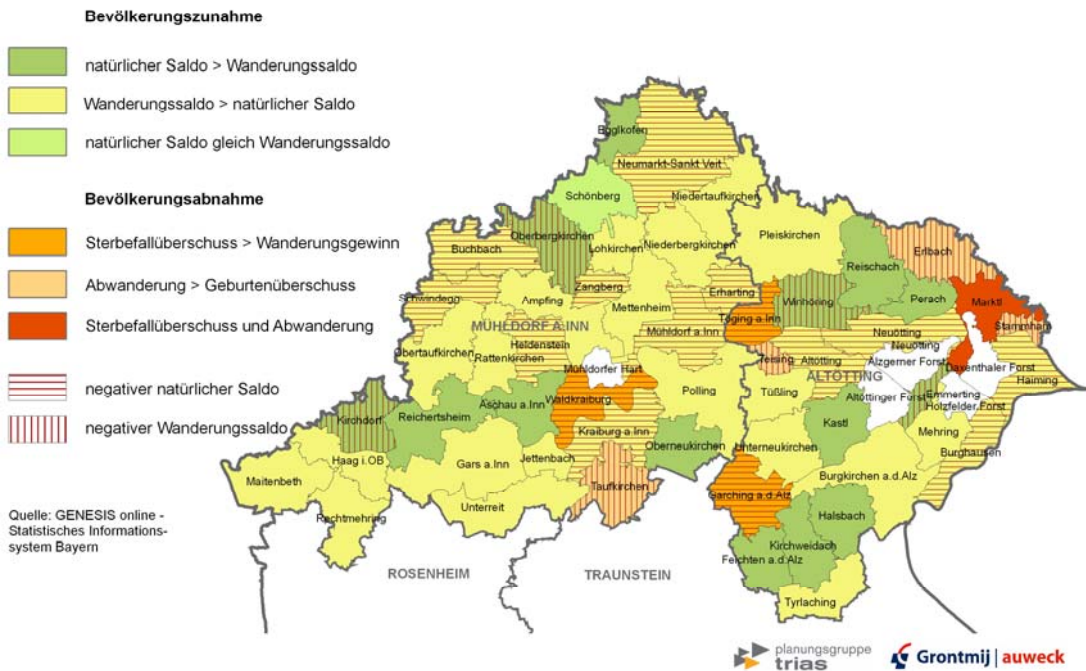 Bevölkerungszunahme
natürlicher Saldo > Wanderungssaldo
Wanderungssaldo > natürlicher Saldo
natürlicher Saldo gleich Wanderungssaldo
Bevölkerungsabnahme
Sterbefallüberschuss > Wanderungsgewinn
Abwanderung > Geburtenüberschuss
Sterbefallüberschuss und Abwanderung
negativer natürlicher Saldo
negativer Wanderungssaldo
Quelle: GENESIS online -
Statistisches Informations-
system Bayern
Egglkofen
Neumarkt-Sankt Veit
Schönberg
Niedertaufkirchen
Oberbergkirchen
Lohkirchen
Niederbergkirchen
Pleiskirchen
Erlbach
Buchbach
Reischach
Zangberg
Erharting
Winhöring
Perach
Marktl
Schwindegg
Ampfing
Mettenheim
Töging a.Inn
Stammham
MÜHLDORF A.INN
Mühldorf a.Inn
Neuötting
Neuötting
Heldenstein
Obertaufkirchen
Rattenkirchen
Mühldorfer Hart
Teising
Altötting
Alzgerner Forst
Daxenthaler Forst
ALTÖTTING
Haiming
Polling
Tüßling
Altöttinger Forst
Emmerting
Holzfelder Forst
Kirchdorf
Reichertsheim
Aschau a.Inn
Waldkraiburg
Kastl
Mehring
Kraiburg a.Inn
Oberneukirchen
Unterneukirchen
Burghausen
Haag i.OB
Gars a.Inn
Jettenbach
Maitenbeth
Taufkirchen
Burgkirchen a.d.Alz
Rechtmehring
Unterreit
Garching a.d.Alz
Halsbach
Kirchweidach
Feichten a.d.Alz
ROSENHEIM
TRAUNSTEIN
Tyrlaching
planungsgruppe
trias
Grontmij | auweck